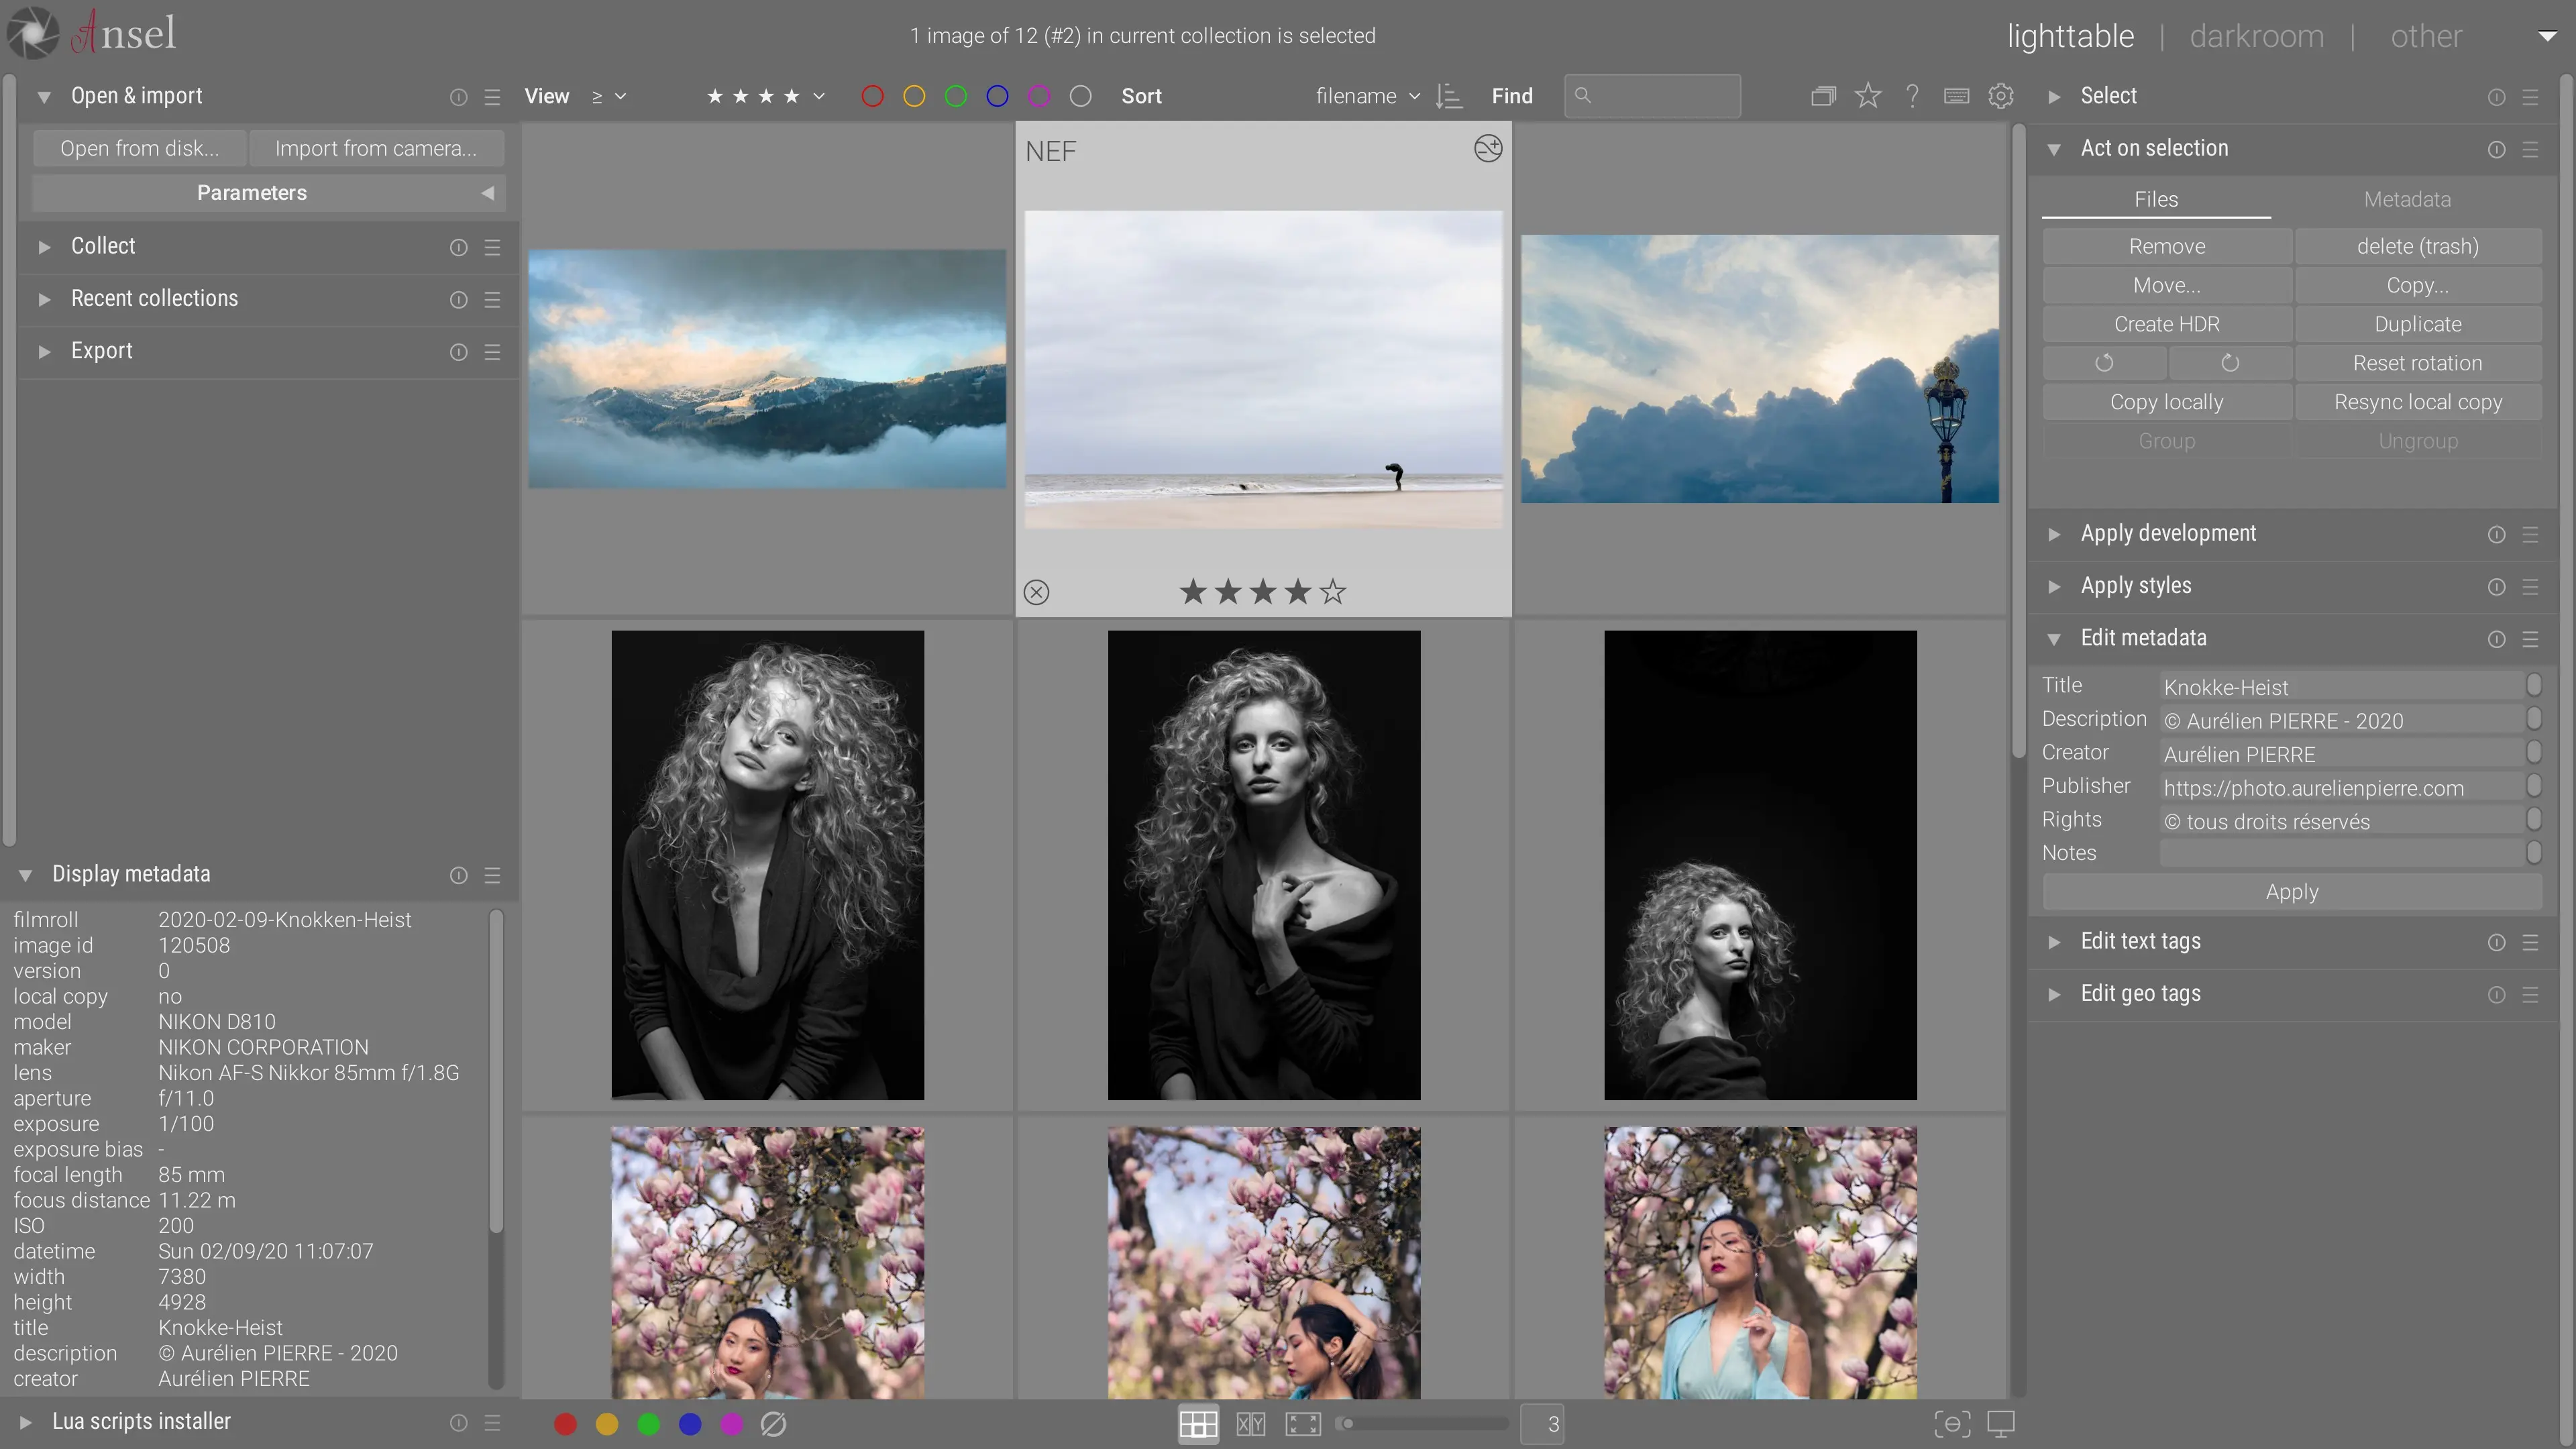 Ansel
1 image of 12 (#2) in current collection is selected
lighttable | darkroom | other
Open & import
Open from disk...
Import from camera...
Parameters
Collect
Recent collections
Export
View ≥ ★ ★ ★ ★ Sort filename Find
NEF
Select
Act on selection
Files Metadata
Remove delete (trash)
Move... Copy...
Create HDR Duplicate
Reset rotation
Copy locally Resync local copy
Group Ungroup
Apply development
Apply styles
Edit metadata
Title Knokke-Heist
Description © Aurélien PIERRE - 2020
Creator Aurélien PIERRE
Publisher https://photo.aurelienpierre.com
Rights © tous droits réservés
Notes
Apply
Edit text tags
Edit geo tags
Display metadata
filmroll 2020-02-09-Knokken-Heist
image id 120508
version 0
local copy no
model NIKON D810
maker NIKON CORPORATION
lens Nikon AF-S Nikkor 85mm f/1.8G
aperture f/11.0
exposure 1/100
exposure bias -
focal length 85 mm
focus distance 11.22 m
ISO 200
datetime Sun 02/09/20 11:07:07
width 7380
height 4928
title Knokke-Heist
description © Aurélien PIERRE - 2020
creator Aurélien PIERRE
Lua scripts installer
X Y
3